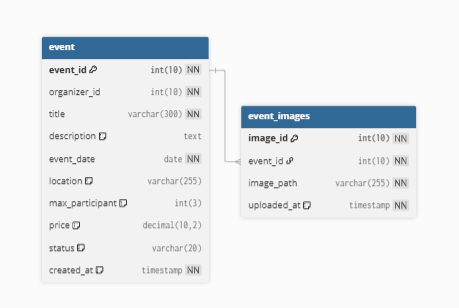 event
event_id int(10) NN
organizer_id int(10) NN
title varchar(300) NN
description text
event_date date NN
location varchar(255)
max_participant int(3)
price decimal(10,2)
status varchar(20)
created_at timestamp NN
event_images
image_id int(10) NN
event_id int(10) NN
image_path varchar(255) NN
uploaded_at timestamp NN